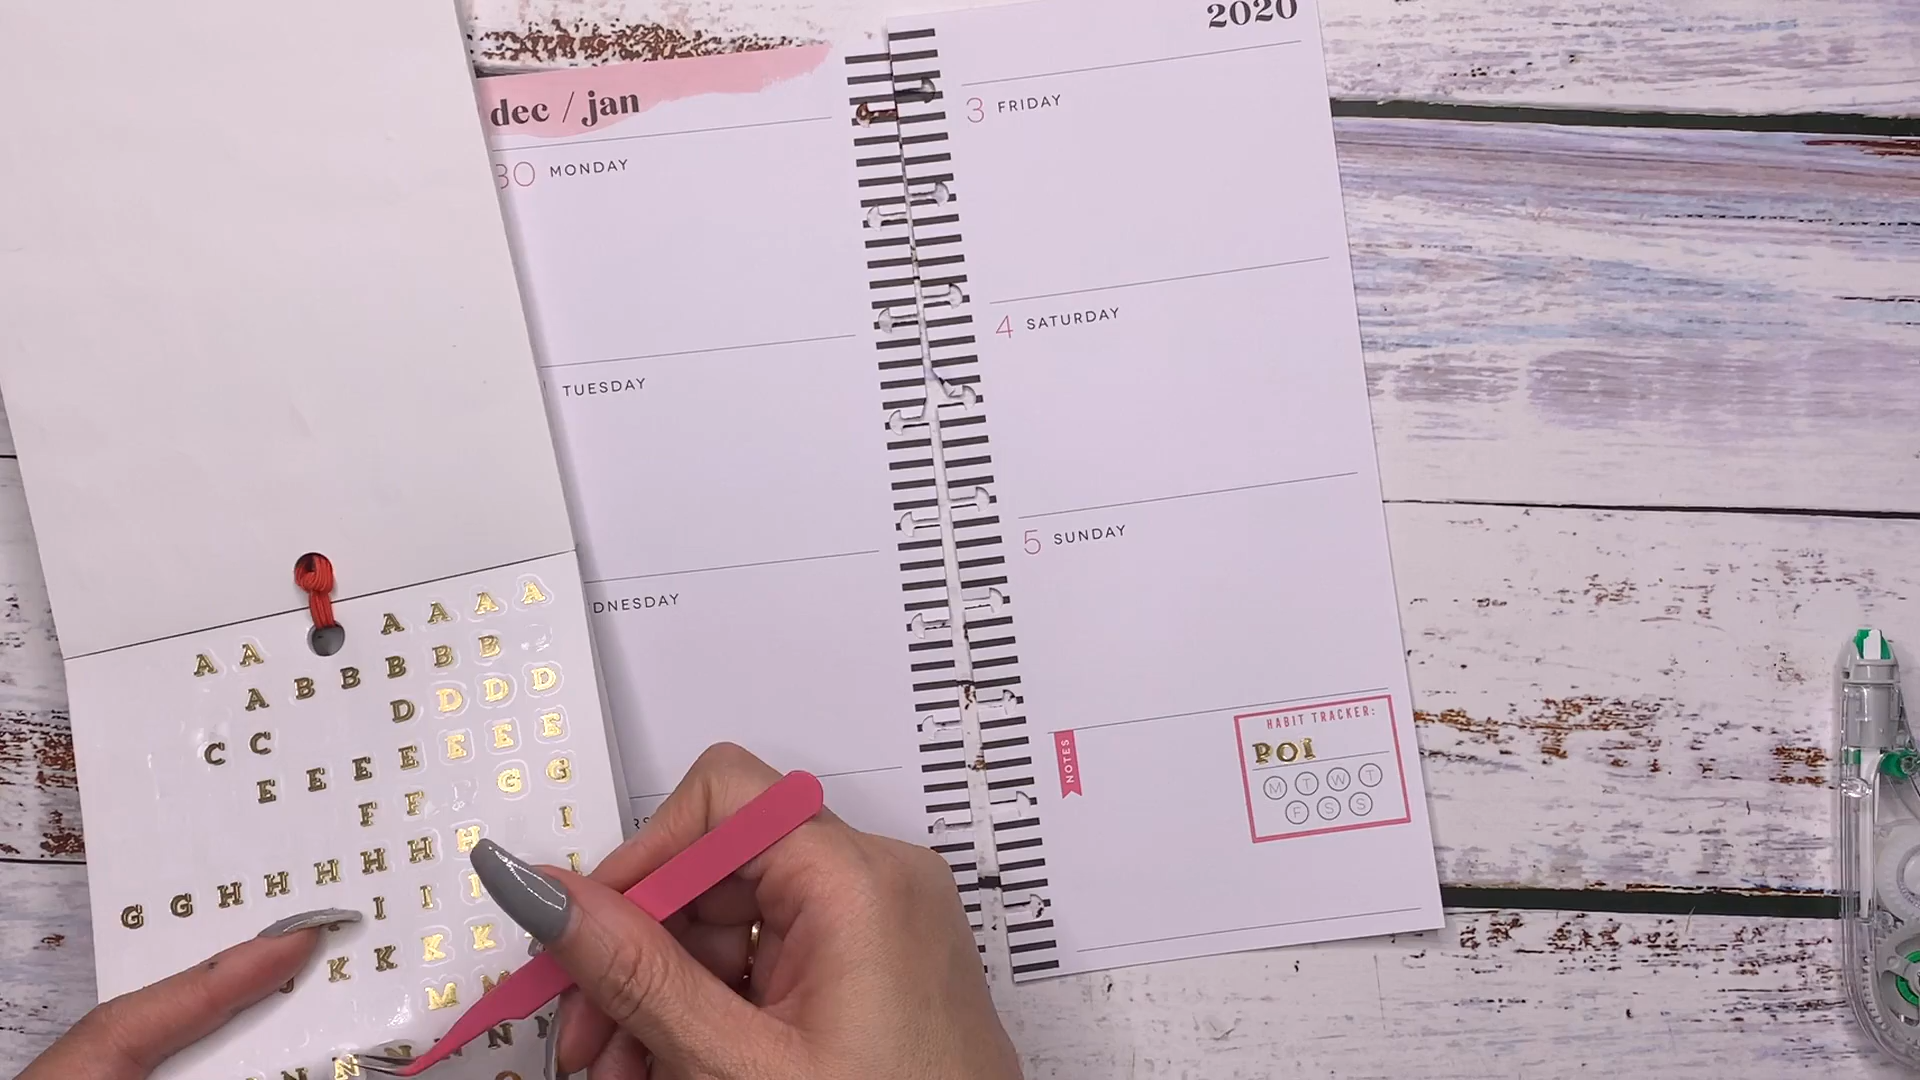 2020
dec / jan
30 MONDAY
TUESDAY
DNESDAY
3 FRIDAY
4 SATURDAY
5 SUNDAY
NOTES
HABIT TRACKER:
POI
M T W T
F S S
A A A A
A A
A B B B B B
C C
D D D D
E E E E E E E
F F
G G
G G H H H H H H
I
I I
K K K K
M M
N N N N N